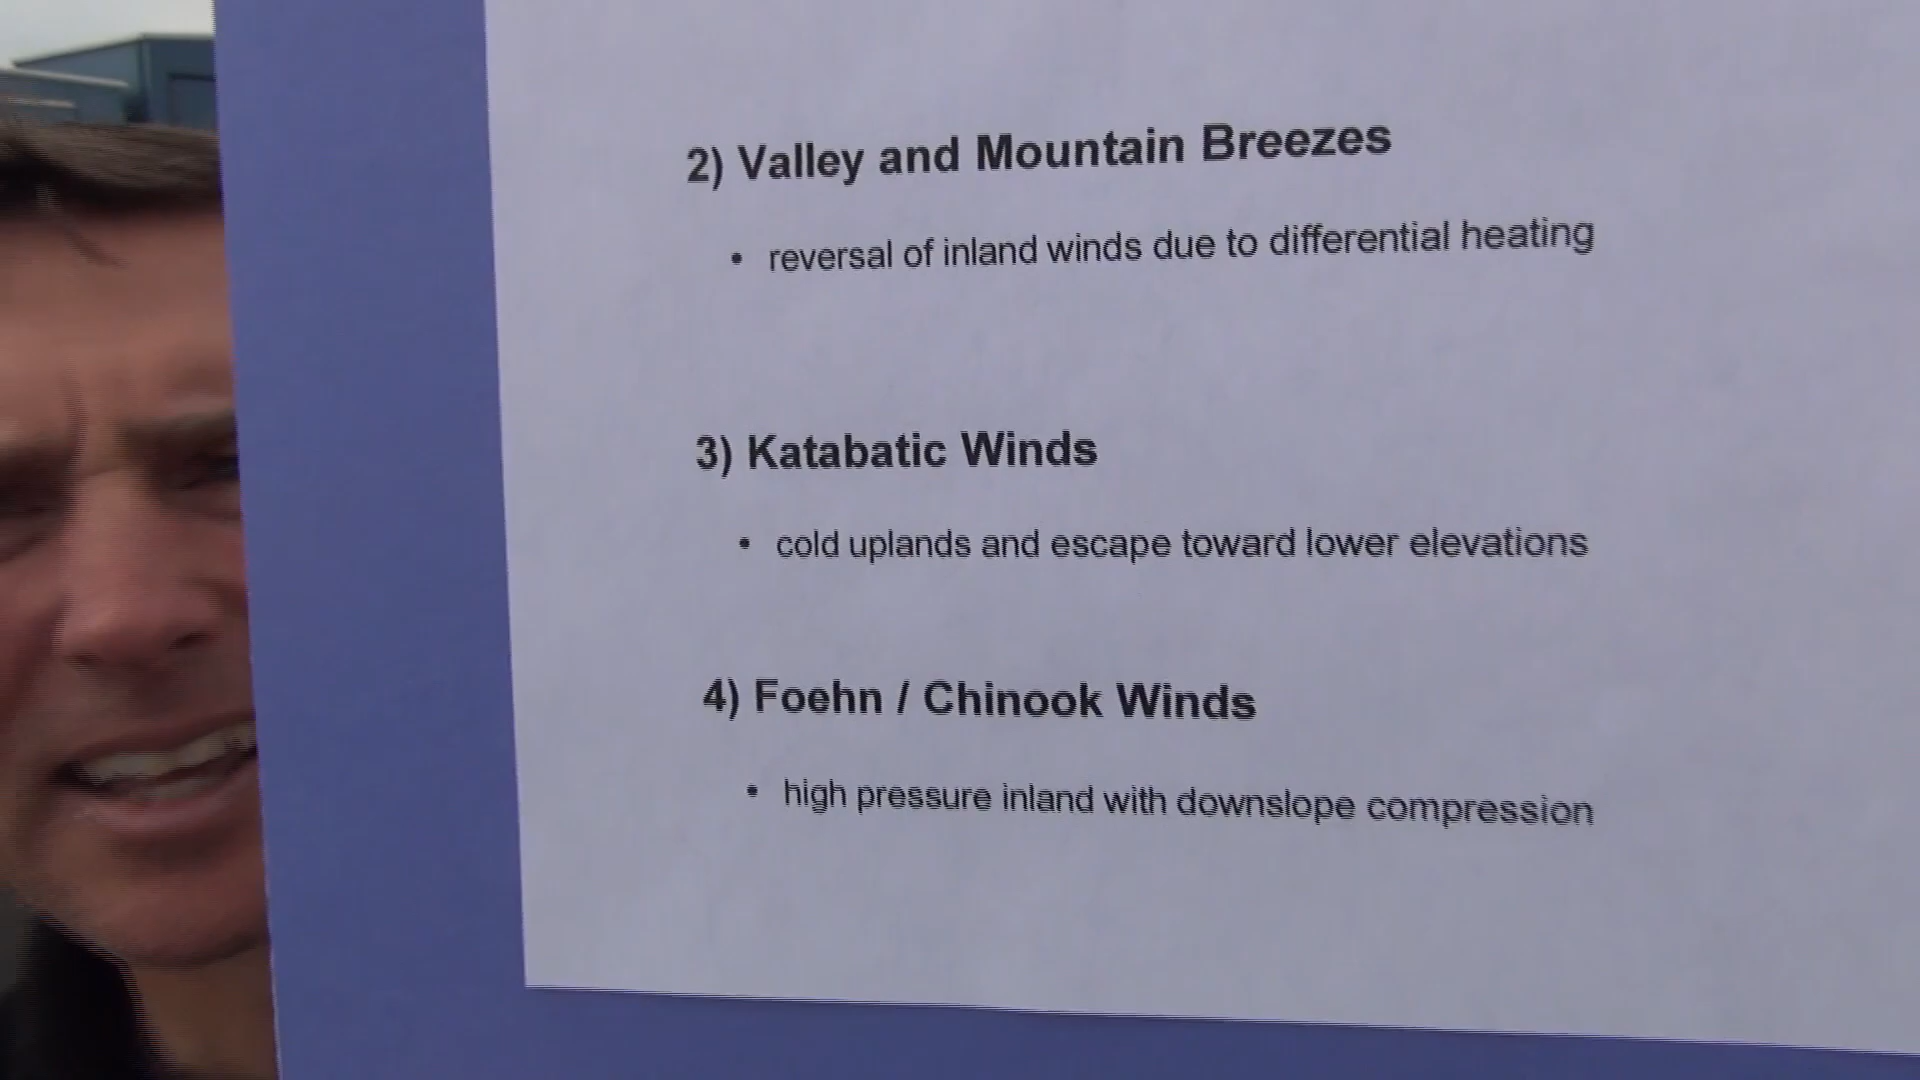 2) Valley and Mountain Breezes
• reversal of inland winds due to differential heating
3) Katabatic Winds
• cold uplands and escape toward lower elevations
4) Foehn / Chinook Winds
• high pressure inland with downslope compression